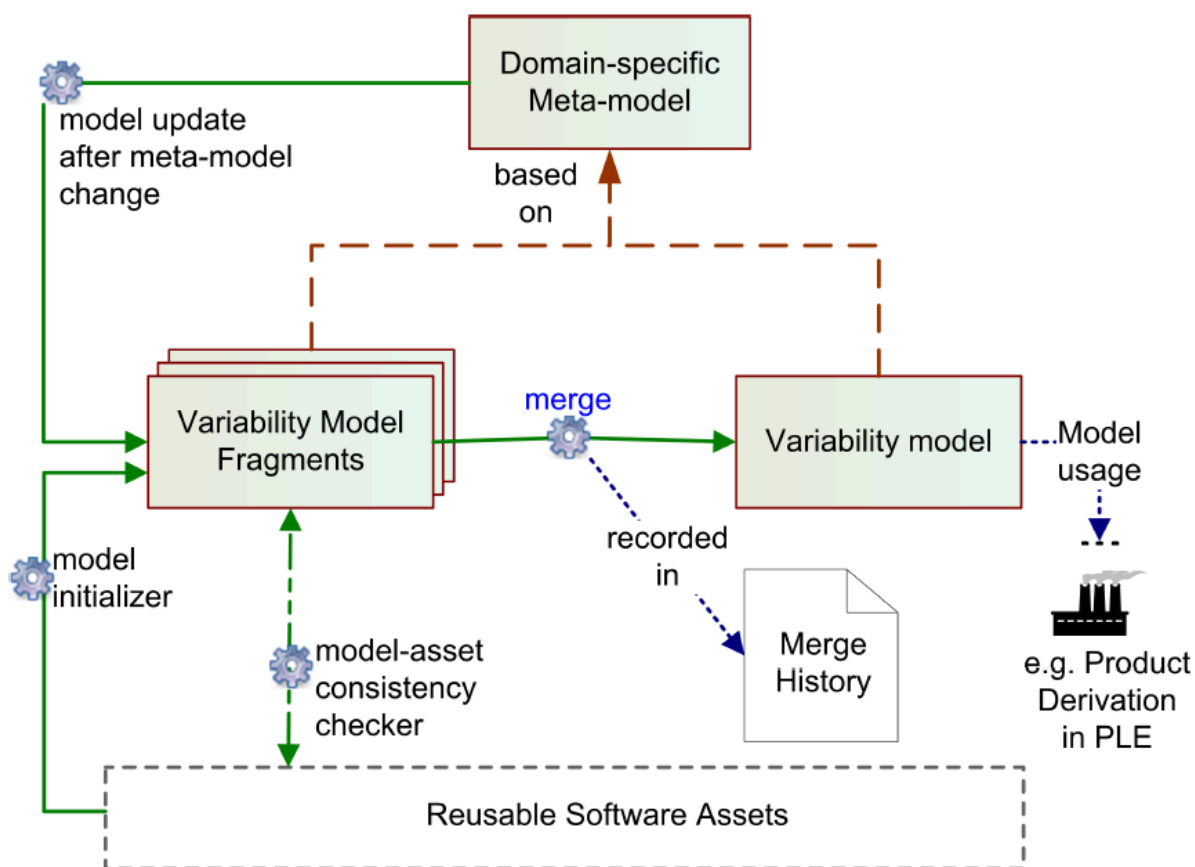 Domain-specific
Meta-model
model update
after meta-model
change
based
on
Variability Model
Fragments
merge
Variability model
Model
usage
recorded
in
model
initializer
model-asset
consistency
checker
Merge
History
e.g. Product
Derivation
in PLE
Reusable Software Assets